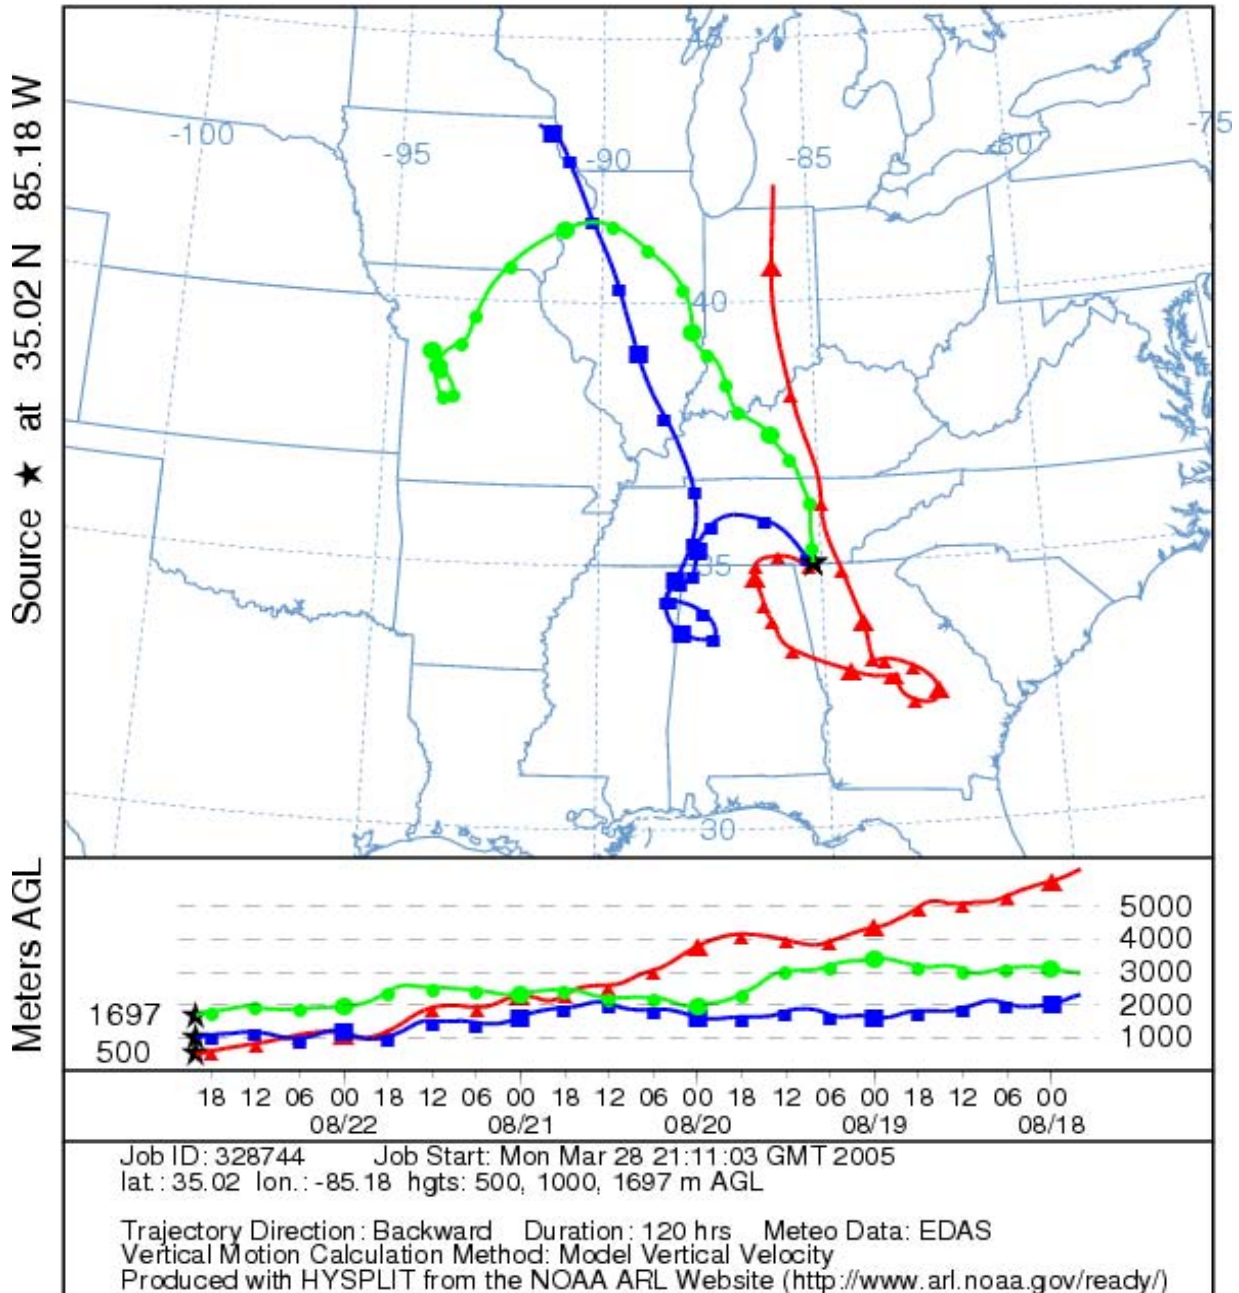 Source ★ at 35.02 N 85.18 W
45
-100
-95
-90
-85
-80
-75
40
35
30
Meters AGL
5000
4000
3000
2000
1000
1697
500
18 12 06 00 18 12 06 00 18 12 06 00 18 12 06 00 18 12 06 00
08/22 08/21 08/20 08/19 08/18
Job ID: 328744 Job Start: Mon Mar 28 21:11:03 GMT 2005
lat.: 35.02 lon.: -85.18 hgts: 500, 1000, 1697 m AGL
Trajectory Direction: Backward Duration: 120 hrs Meteo Data: EDAS
Vertical Motion Calculation Method: Model Vertical Velocity
Produced with HYSPLIT from the NOAA ARL Website (http://www.arl.noaa.gov/ready/)